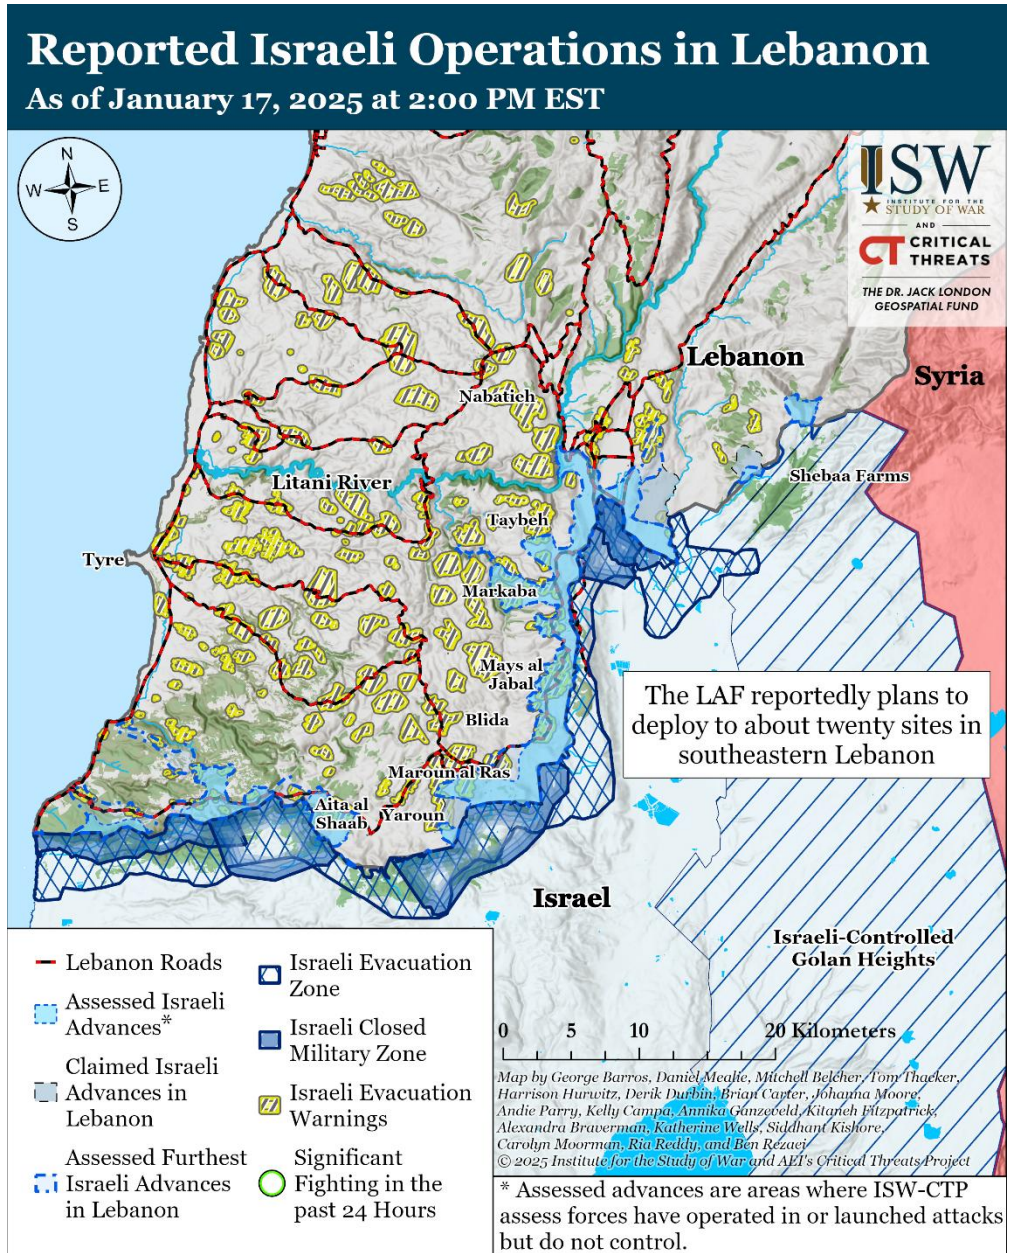 Reported Israeli Operations in Lebanon
As of January 17, 2025 at 2:00 PM EST
N
W
E
S
ISW
INSTITUTE FOR THE
STUDY OF WAR
AND
CT CRITICAL
THREATS
THE DR. JACK LONDON
GEOSPATIAL FUND
Lebanon
Syria
Nabatieh
Shebaa Farms
Litani River
Taybeh
Tyre
Markaba
Mays al
Jabal
Blida
The LAF reportedly plans to
deploy to about twenty sites in
southeastern Lebanon
Maroun al Ras
Aita al
Shaab
Yaroun
Israel
Israeli-Controlled
Golan Heights
Lebanon Roads
Assessed Israeli
Advances*
Claimed Israeli
Advances in
Lebanon
Assessed Furthest
Israeli Advances
in Lebanon
Israeli Evacuation
Zone
Israeli Closed
Military Zone
Israeli Evacuation
Warnings
Significant
Fighting in the
past 24 Hours
0 5 10 20 Kilometers
Map by George Barros, Daniel Mealie, Mitchell Belcher, Tom Thacker,
Harrison Hurwitz, Derik Durbin, Brian Carter, Johanna Moore,
Andie Parry, Kelly Campa, Annika Ganzeveld, Kitaneh Fitzpatrick,
Alexandra Braverman, Katherine Wells, Siddhant Kishore,
Carolyn Moorman, Ria Reddy, and Ben Rezaei
© 2025 Institute for the Study of War and AEI's Critical Threats Project
* Assessed advances are areas where ISW-CTP
assess forces have operated in or launched attacks
but do not control.